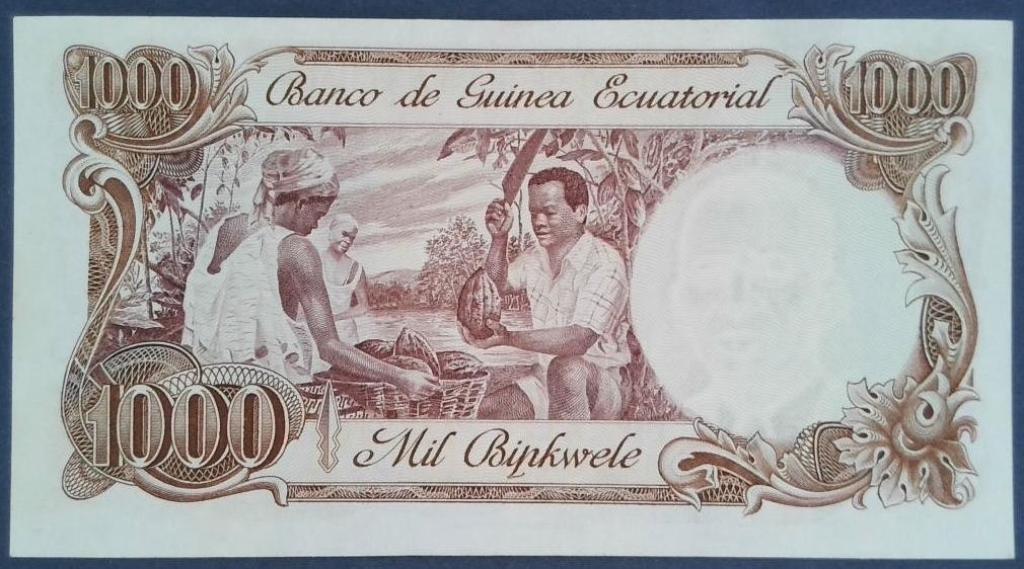 1000 Banco de Guinea Ecuatorial 1000
1000 Mil Bipkwele